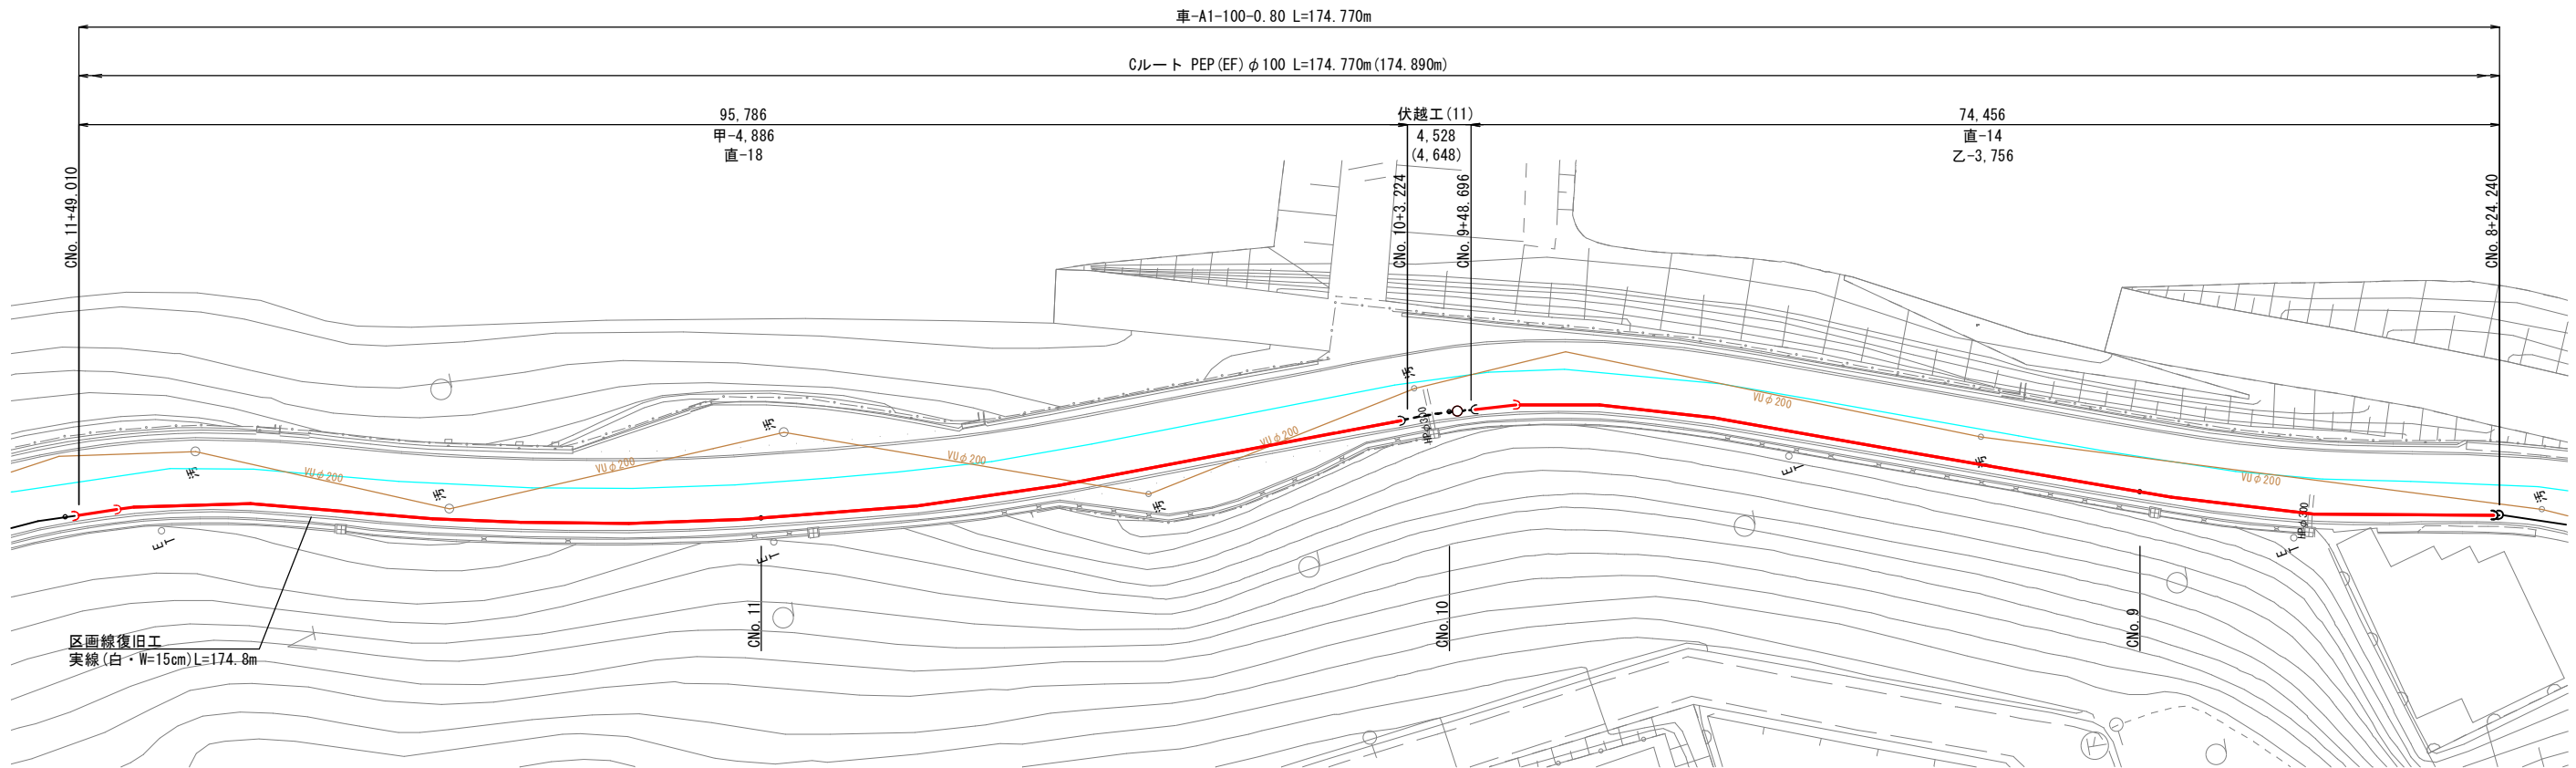 車-A1-100-0.80 L=174.770m
Cルート PEP(EF)φ100 L=174.770m(174.890m)
95,786
甲-4,886
直-18
伏越工(11)
4,528
(4,648)
74,456
直-14
乙-3,756
CNo.11+49.010
CNo.10+3.224
CNo.9+48.696
CNo.8+24.240
汚
汚
汚
汚
汚
汚
汚
VUφ200
VUφ200
VUφ200
VUφ200
VUφ200
VUφ200
HPφ300
HPφ300
E
T
E
T
E
T
E
T
CNo.11
CNo.10
CNo.9
区画線復旧工
実線(白・W=15cm)L=174.8m